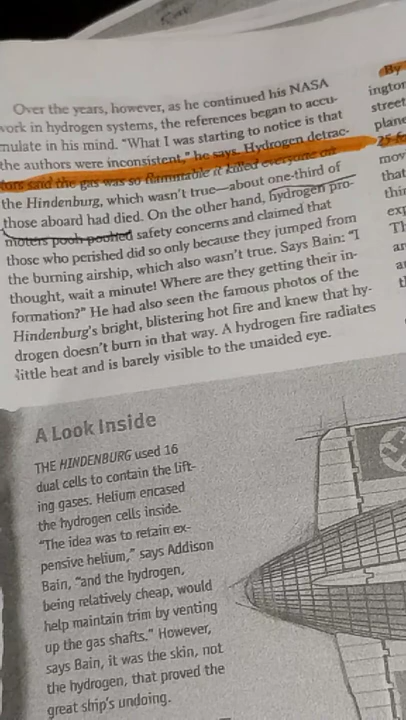 Over the years, however, as he continued his NASA
work in hydrogen systems, the references began to accu-
mulate in his mind. "What I was starting to notice is that
the authors were inconsistent," he says. Hydrogen detrac-
tors said the gas was so flammable it killed everyone on
the Hindenburg, which wasn't true—about one-third of
those aboard had died. On the other hand, hydrogen pro-
moters pooh-poohed safety concerns and claimed that
those who perished did so only because they jumped from
the burning airship, which also wasn't true. Says Bain: "I
thought, wait a minute! Where are they getting their in-
formation?" He had also seen the famous photos of the
Hindenburg's bright, blistering hot fire and knew that hy-
drogen doesn't burn in that way. A hydrogen fire radiates
little heat and is barely visible to the unaided eye.
By
street
plane
mov
that
A Look Inside
THE HINDENBURG used 16
dual cells to contain the lift-
ing gases. Helium encased
the hydrogen cells inside.
"The idea was to retain ex-
pensive helium," says Addison
Bain, "and the hydrogen,
being relatively cheap, would
help maintain trim by venting
up the gas shafts." However,
says Bain, it was the skin, not
the hydrogen, that proved the
great ship's undoing.